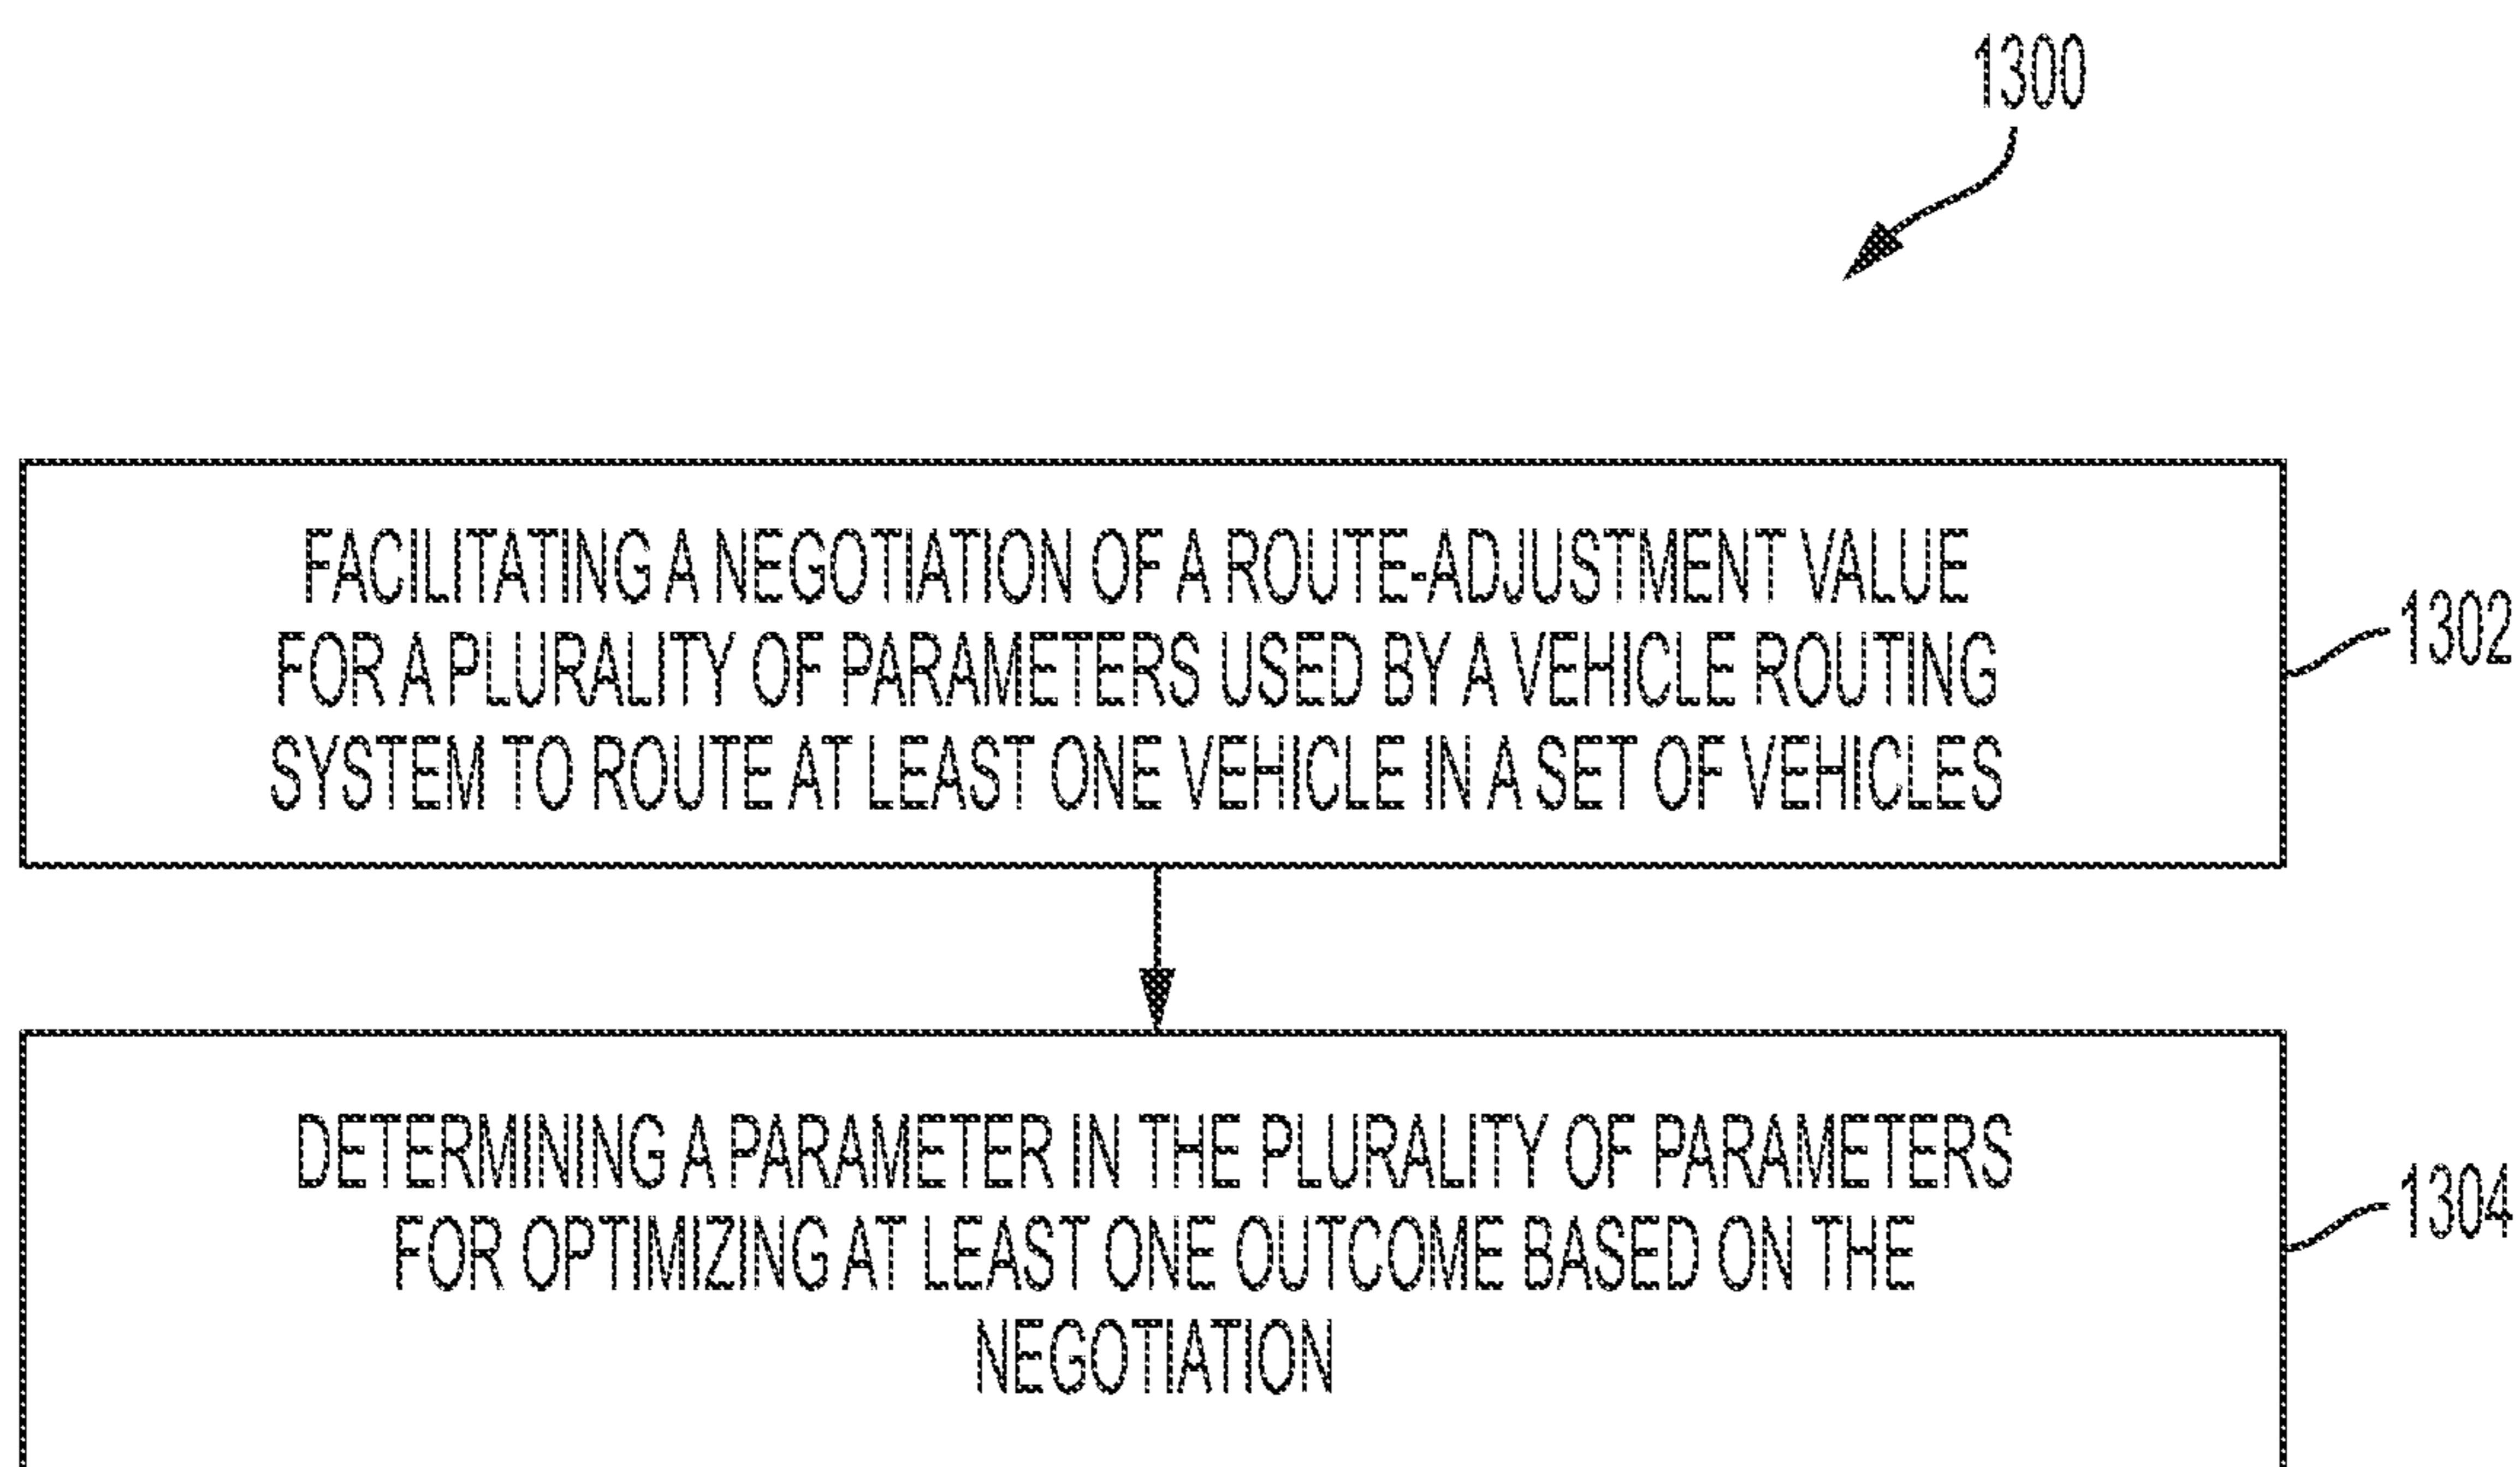 1300
FACILITATING A NEGOTIATION OF A ROUTE-ADJUSTMENT VALUE
FOR A PLURALITY OF PARAMETERS USED BY A VEHICLE ROUTING
SYSTEM TO ROUTE AT LEAST ONE VEHICLE IN A SET OF VEHICLES
1302
DETERMINING A PARAMETER IN THE PLURALITY OF PARAMETERS
FOR OPTIMIZING AT LEAST ONE OUTCOME BASED ON THE
NEGOTIATION
1304